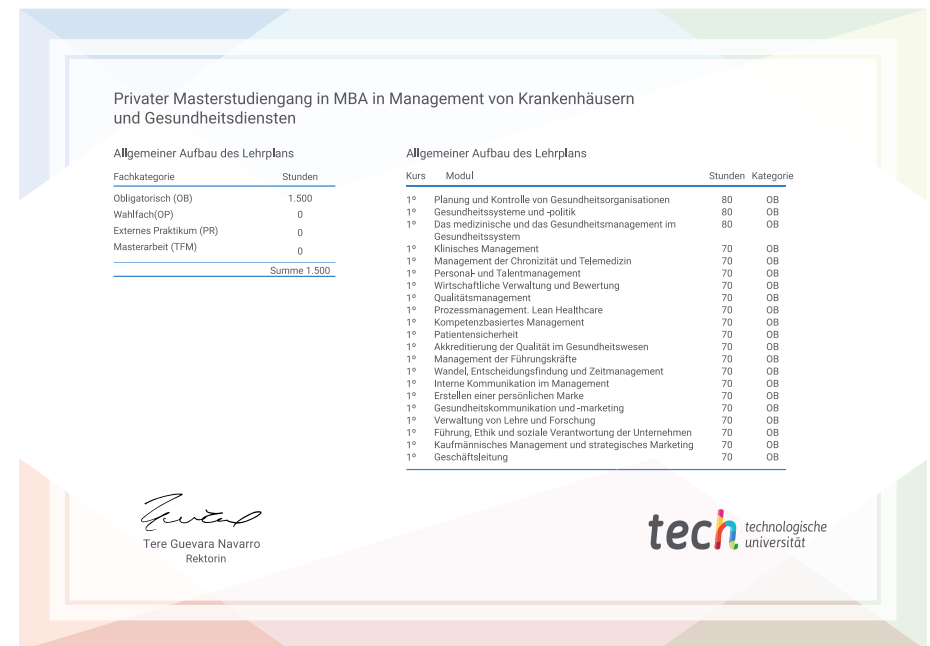 Privater Masterstudiengang in MBA in Management von Krankenhäusern
und Gesundheitsdiensten
Allgemeiner Aufbau des Lehrplans
Fachkategorie Stunden
Obligatorisch (OB) 1.500
Wahlfach(OP) 0
Externes Praktikum (PR) 0
Masterarbeit (TFM) 0
Summe 1.500
Allgemeiner Aufbau des Lehrplans
Kurs Modul Stunden Kategorie
1º Planung und Kontrolle von Gesundheitsorganisationen 80 OB
1º Gesundheitssysteme und -politik 80 OB
1º Das medizinische und das Gesundheitsmanagement im 80 OB
Gesundheitssystem
1º Klinisches Management 70 OB
1º Management der Chronizität und Telemedizin 70 OB
1º Personal- und Talentmanagement 70 OB
1º Wirtschaftliche Verwaltung und Bewertung 70 OB
1º Qualitätsmanagement 70 OB
1º Prozessmanagement. Lean Healthcare 70 OB
1º Kompetenzbasiertes Management 70 OB
1º Patientensicherheit 70 OB
1º Akkreditierung der Qualität im Gesundheitswesen 70 OB
1º Management der Führungskräfte 70 OB
1º Wandel, Entscheidungsfindung und Zeitmanagement 70 OB
1º Interne Kommunikation im Management 70 OB
1º Erstellen einer persönlichen Marke 70 OB
1º Gesundheitskommunikation und -marketing 70 OB
1º Verwaltung von Lehre und Forschung 70 OB
1º Führung, Ethik und soziale Verantwortung der Unternehmen 70 OB
1º Kaufmännisches Management und strategisches Marketing 70 OB
1º Geschäftsleitung 70 OB
Tere Guevara Navarro
Rektorin
tech technologische
universität